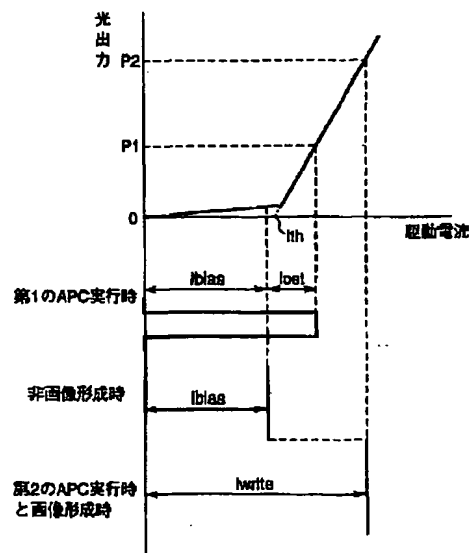 光出力
P2
P1
0
Ith
駆動電流
Ibias
Iost
第1のAPC実行時
非画像形成時
Ibias
第2のAPC実行時
と画像形成時
Iwrite